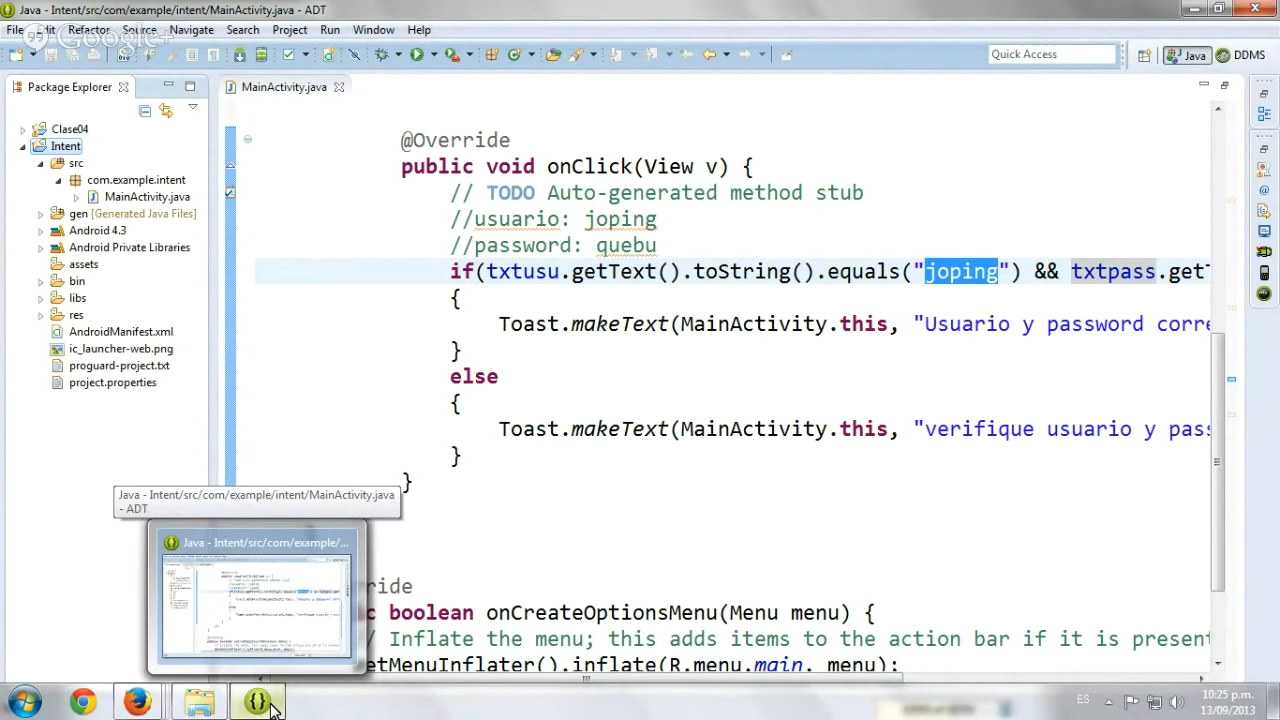 Java - Intent/src/com/example/intent/MainActivity.java - ADT
File Edit Refactor Source Navigate Search Project Run Window Help
Google+
Quick Access
Java
DDMS
Package Explorer
MainActivity.java
Clase04
Intent
src
com.example.intent
MainActivity.java
gen [Generated Java Files]
Android 4.3
Android Private Libraries
assets
bin
libs
res
AndroidManifest.xml
ic_launcher-web.png
proguard-project.txt
project.properties
@Override
public void onClick(View v) {
// TODO Auto-generated method stub
//usuario: joping
//password: quebu
if(txtusu.getText().toString().equals("joping") && txtpass.getT
{
Toast.makeText(MainActivity.this, "Usuario y password corre
}
else
{
Toast.makeText(MainActivity.this, "verifique usuario y pass
}
}
ride
c boolean onCreateOptionsMenu(Menu menu) {
/ Inflate the menu; this adds items to the action bar if it is present
etMenuInflater().inflate(R.menu.main, menu);
Java - Intent/src/com/example/intent/MainActivity.java
- ADT
Java - Intent/src/com/example/...
ES
10:25 p.m.
13/09/2013